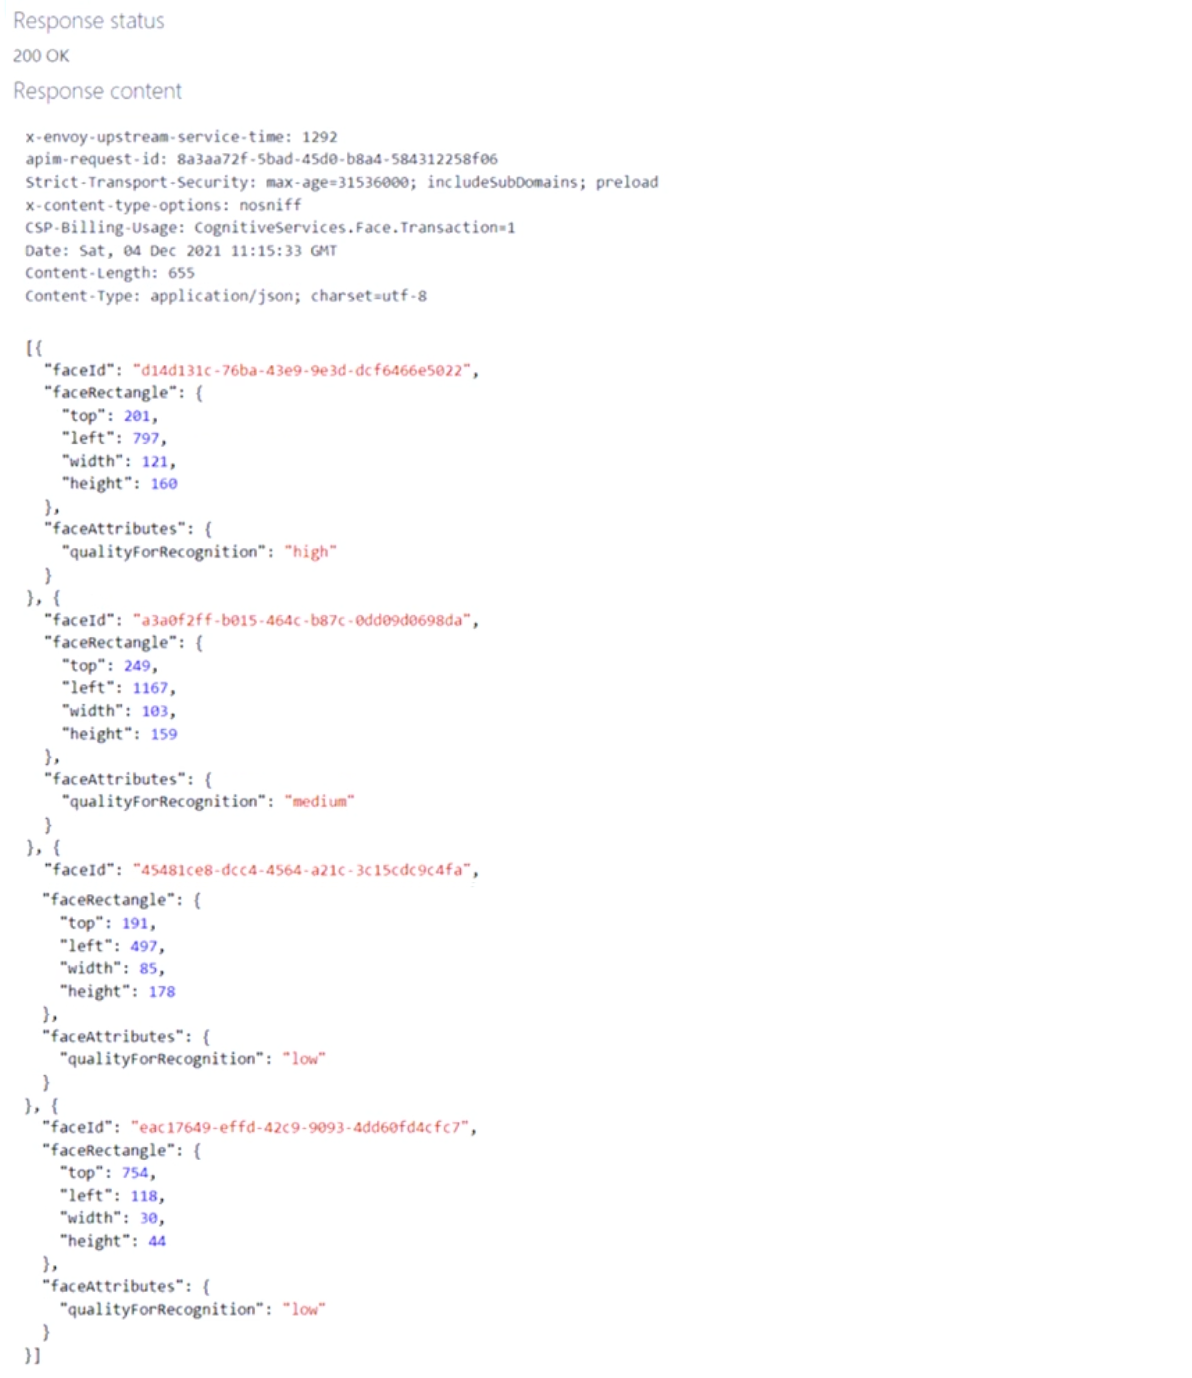 Response status
200 OK
Response content
x-envoy-upstream-service-time: 1292
apim-request-id: 8a3aa72f-5bad-45d0-b8a4-584312258f06
Strict-Transport-Security: max-age=31536000; includeSubDomains; preload
x-content-type-options: nosniff
CSP-Billing-Usage: CognitiveServices.Face.Transaction=1
Date: Sat, 04 Dec 2021 11:15:33 GMT
Content-Length: 655
Content-Type: application/json; charset=utf-8
[{
"faceId": "d14d131c-76ba-43e9-9e3d-dcf6466e5022",
"faceRectangle": {
"top": 201,
"left": 797,
"width": 121,
"height": 160
},
"faceAttributes": {
"qualityForRecognition": "high"
}
}, {
"faceId": "a3a0f2ff-b015-464c-b87c-0dd09d0698da",
"faceRectangle": {
"top": 249,
"left": 1167,
"width": 103,
"height": 159
},
"faceAttributes": {
"qualityForRecognition": "medium"
}
}, {
"faceId": "45481ce8-dcc4-4564-a21c-3c15cdc9c4fa",
"faceRectangle": {
"top": 191,
"left": 497,
"width": 85,
"height": 178
},
"faceAttributes": {
"qualityForRecognition": "low"
}
}, {
"faceId": "eac17649-effd-42c9-9093-4dd60fd4cfc7",
"faceRectangle": {
"top": 754,
"left": 118,
"width": 30,
"height": 44
},
"faceAttributes": {
"qualityForRecognition": "low"
}
}]